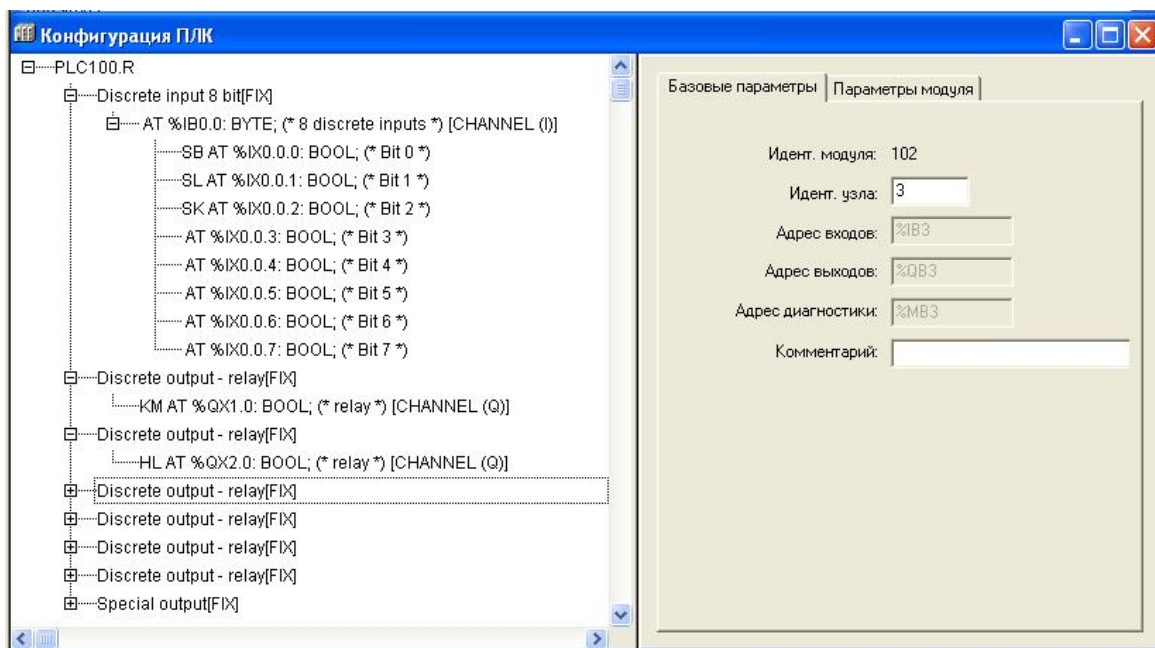 Конфигурация ПЛК
PLC100.R
Discrete input 8 bit[FIX]
AT %IB0.0: BYTE; (* 8 discrete inputs *) [CHANNEL (I)]
SB AT %IX0.0.0: BOOL; (* Bit 0 *)
SL AT %IX0.0.1: BOOL; (* Bit 1 *)
SK AT %IX0.0.2: BOOL; (* Bit 2 *)
AT %IX0.0.3: BOOL; (* Bit 3 *)
AT %IX0.0.4: BOOL; (* Bit 4 *)
AT %IX0.0.5: BOOL; (* Bit 5 *)
AT %IX0.0.6: BOOL; (* Bit 6 *)
AT %IX0.0.7: BOOL; (* Bit 7 *)
Discrete output - relay[FIX]
KM AT %QX1.0: BOOL; (* relay *) [CHANNEL (Q)]
Discrete output - relay[FIX]
HL AT %QX2.0: BOOL; (* relay *) [CHANNEL (Q)]
Discrete output - relay[FIX]
Discrete output - relay[FIX]
Discrete output - relay[FIX]
Discrete output - relay[FIX]
Special output[FIX]
Базовые параметры Параметры модуля
Идент. модуля: 102
Идент. узла: 3
Адрес входов: %IB3
Адрес выходов: %QB3
Адрес диагностики: %MB3
Комментарий: